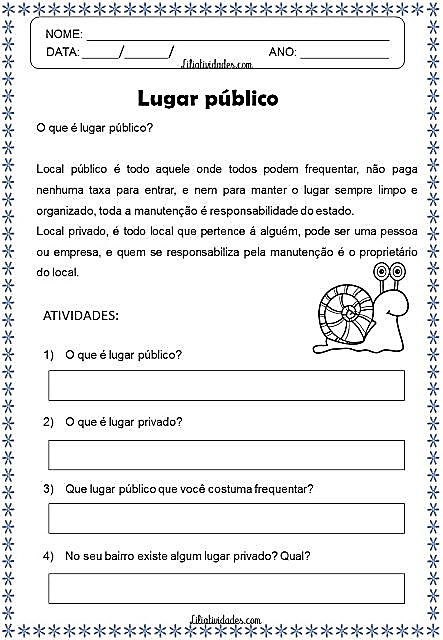 NOME:
DATA: ____/____/ ANO:
Liliatividades.com
Lugar público
O que é lugar público?
Local público é todo aquele onde todos podem frequentar, não paga
nenhuma taxa para entrar, e nem para manter o lugar sempre limpo e
organizado, toda a manutenção é responsabilidade do estado.
Local privado, é todo local que pertence á alguém, pode ser uma pessoa
ou empresa, e quem se responsabiliza pela manutenção é o proprietário
do local.
ATIVIDADES:
1) O que é lugar público?
2) O que é lugar privado?
3) Que lugar público que você costuma frequentar?
4) No seu bairro existe algum lugar privado? Qual?
Liliatividades.com